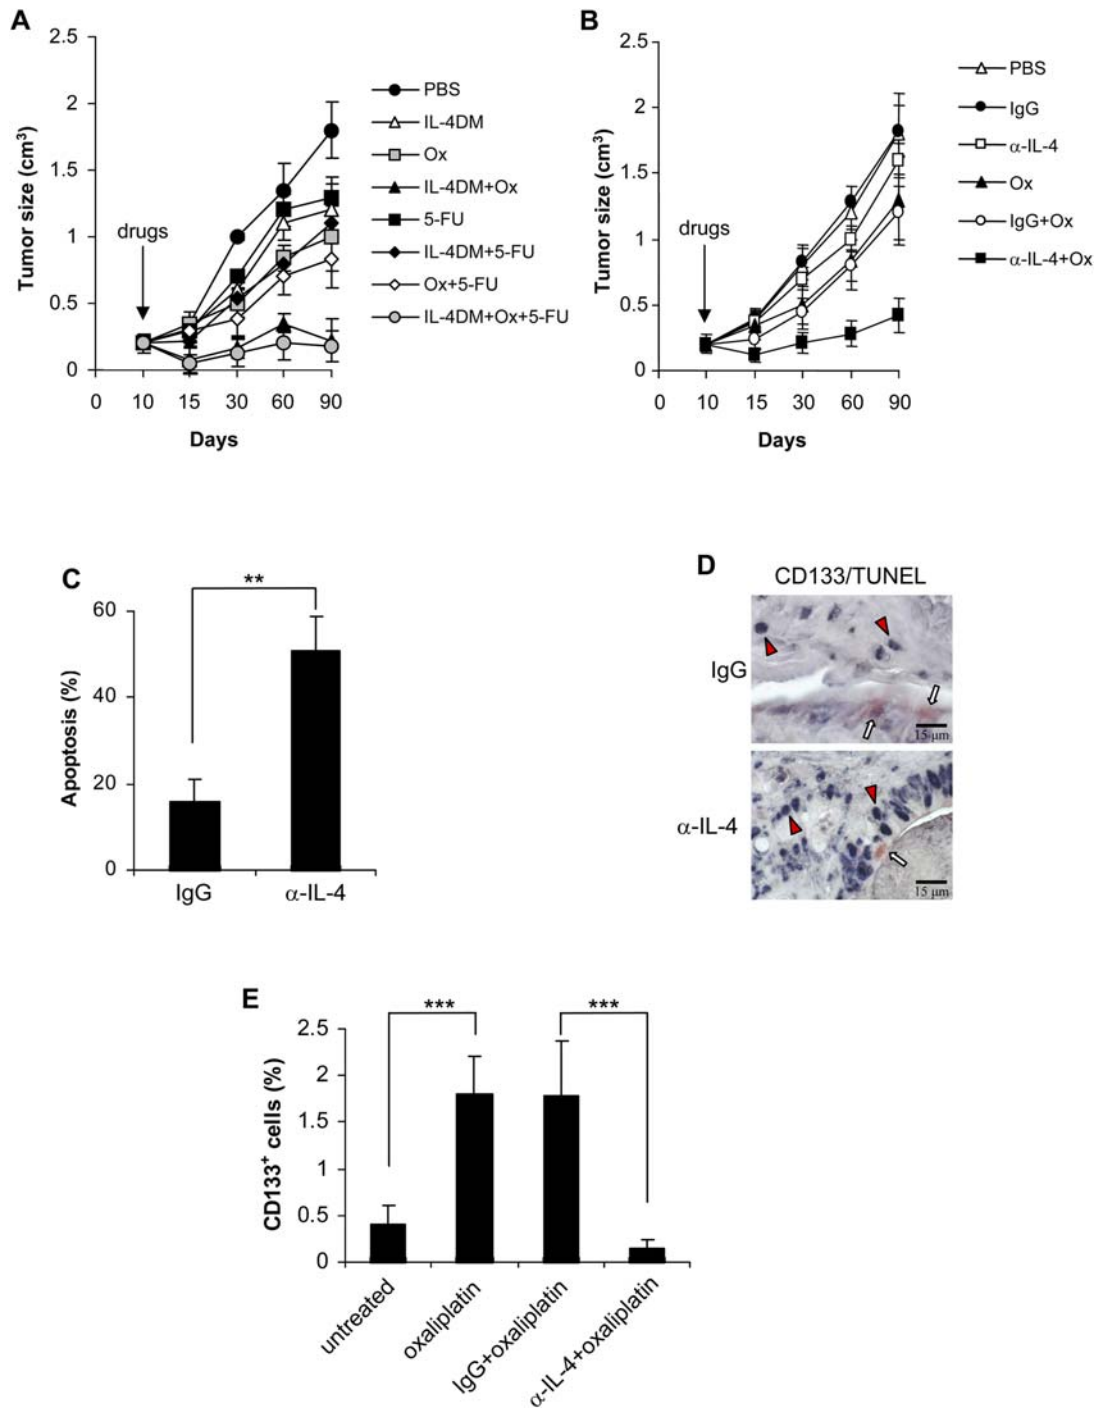 A
2.5
2
1.5
1
0.5
0
Tumor size (cm³)
drugs
0 10 15 30 60 90
Days
PBS
IL-4DM
Ox
IL-4DM+Ox
5-FU
IL-4DM+5-FU
Ox+5-FU
IL-4DM+Ox+5-FU
B
2.5
2
1.5
1
0.5
0
Tumor size (cm³)
drugs
0 10 15 30 60 90
Days
PBS
IgG
α-IL-4
Ox
IgG+Ox
α-IL-4+Ox
C
**
60
40
20
0
Apoptosis (%)
IgG α-IL-4
D
CD133/TUNEL
IgG
15 μm
α-IL-4
15 μm
E
*** ***
2.5
2
1.5
1
0.5
0
CD133⁺ cells (%)
untreated
oxaliplatin
IgG+oxaliplatin
α-IL-4+oxaliplatin